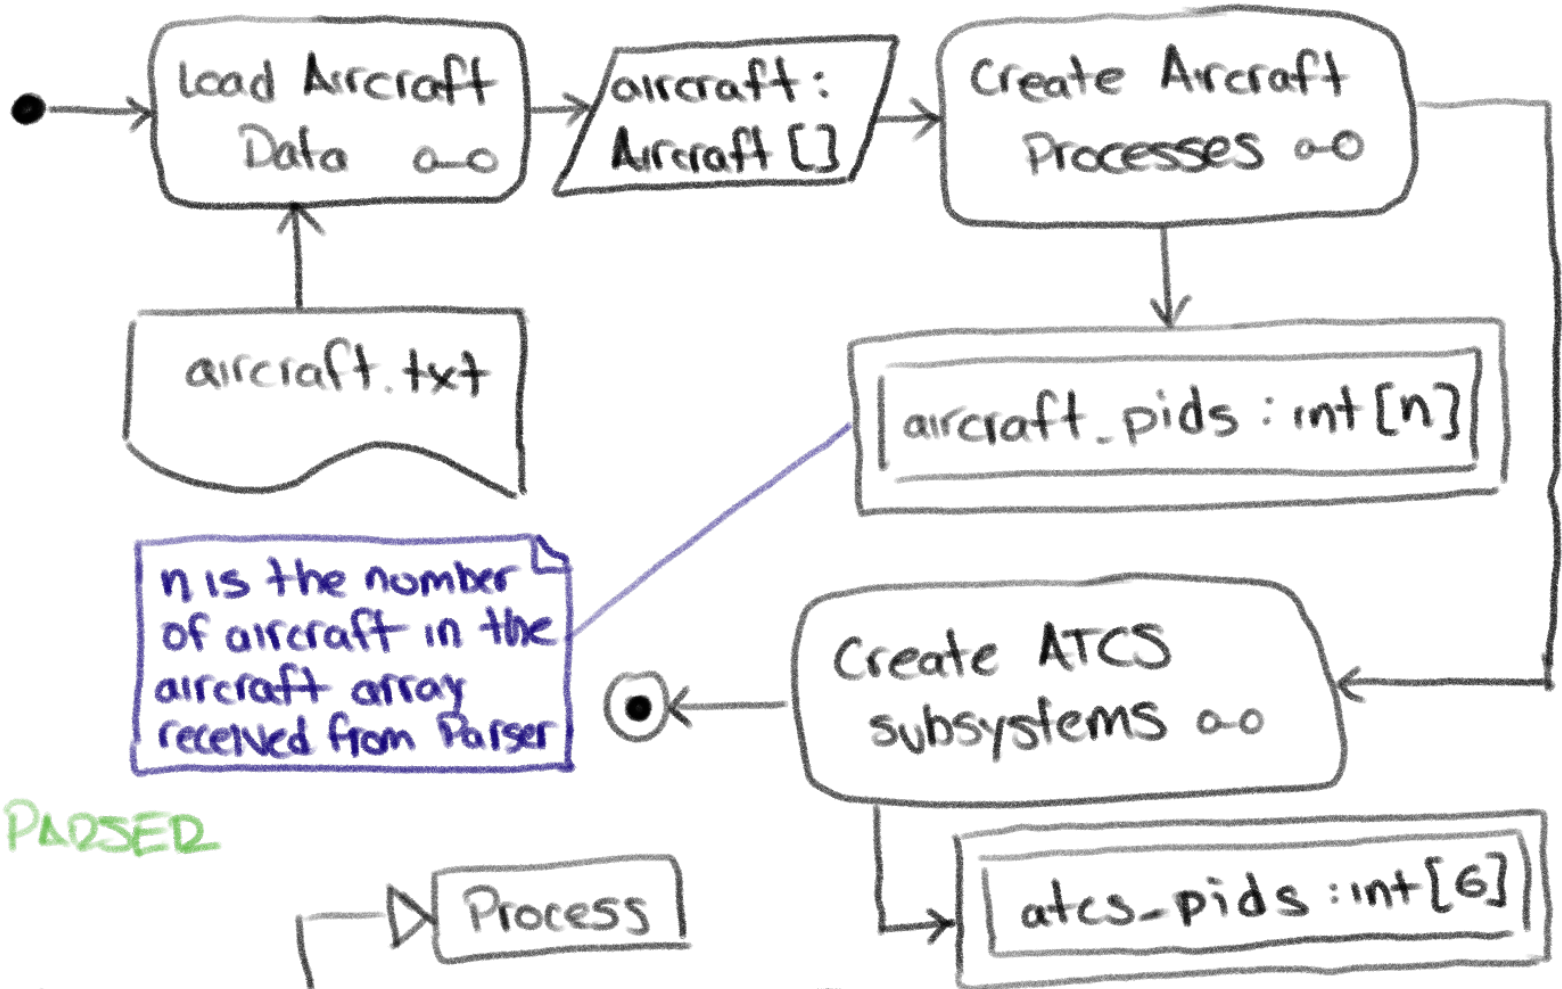 Load Aircraft
Data o-o
aircraft:
Aircraft []
Create Aircraft
Processes o-o
aircraft.txt
aircraft_pids : int [n]
n is the number
of aircraft in the
aircraft array
received from Parser
Create ATCS
subsystems o-o
PARSER
Process
atcs_pids : int [6]